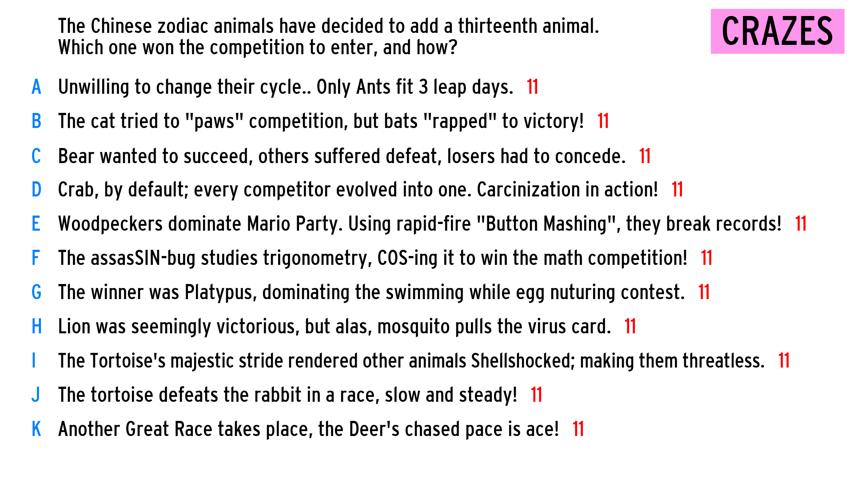 The Chinese zodiac animals have decided to add a thirteenth animal.
Which one won the competition to enter, and how?
CRAZES
A Unwilling to change their cycle.. Only Ants fit 3 leap days. 11
B The cat tried to "paws" competition, but bats "rapped" to victory! 11
C Bear wanted to succeed, others suffered defeat, losers had to concede. 11
D Crab, by default; every competitor evolved into one. Carcinization in action! 11
E Woodpeckers dominate Mario Party. Using rapid-fire "Button Mashing", they break records! 11
F The assasSIN-bug studies trigonometry, COS-ing it to win the math competition! 11
G The winner was Platypus, dominating the swimming while egg nuturing contest. 11
H Lion was seemingly victorious, but alas, mosquito pulls the virus card. 11
I The Tortoise's majestic stride rendered other animals Shellshocked; making them threatless. 11
J The tortoise defeats the rabbit in a race, slow and steady! 11
K Another Great Race takes place, the Deer's chased pace is ace! 11